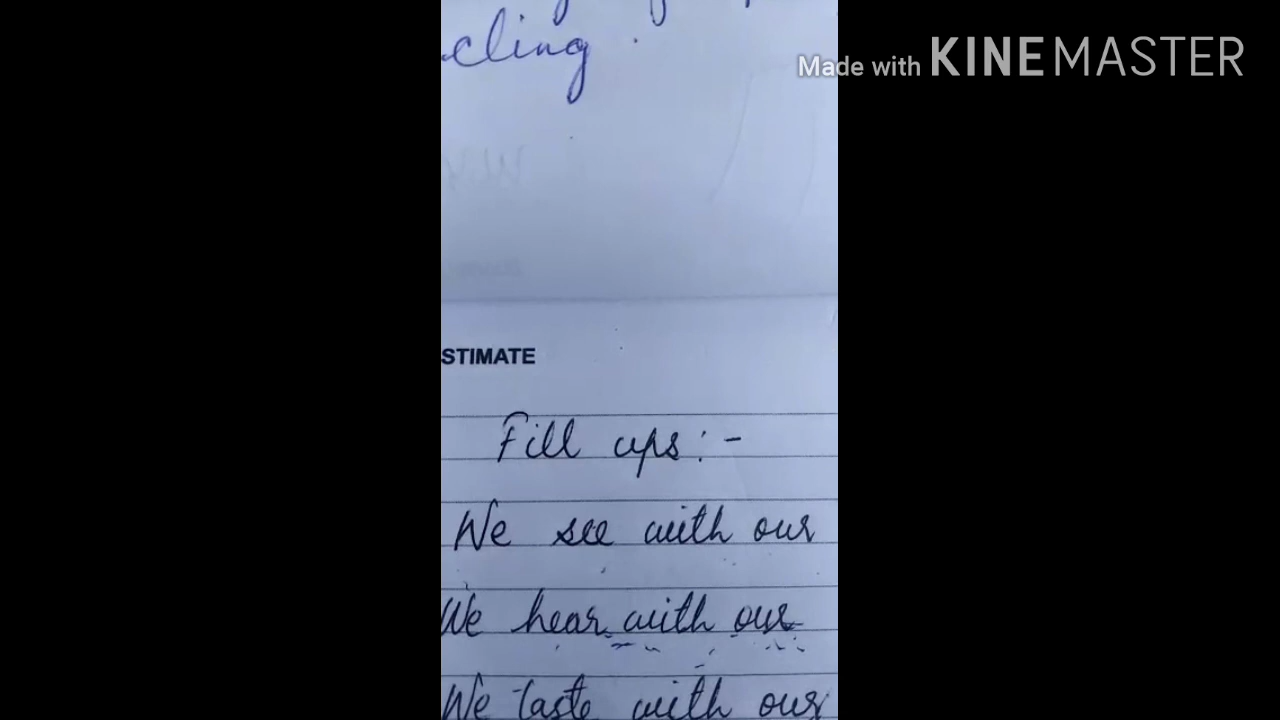 cling
Made with KINEMASTER
STIMATE
Fill ups:-
We see with our
We hear with our
We taste with our